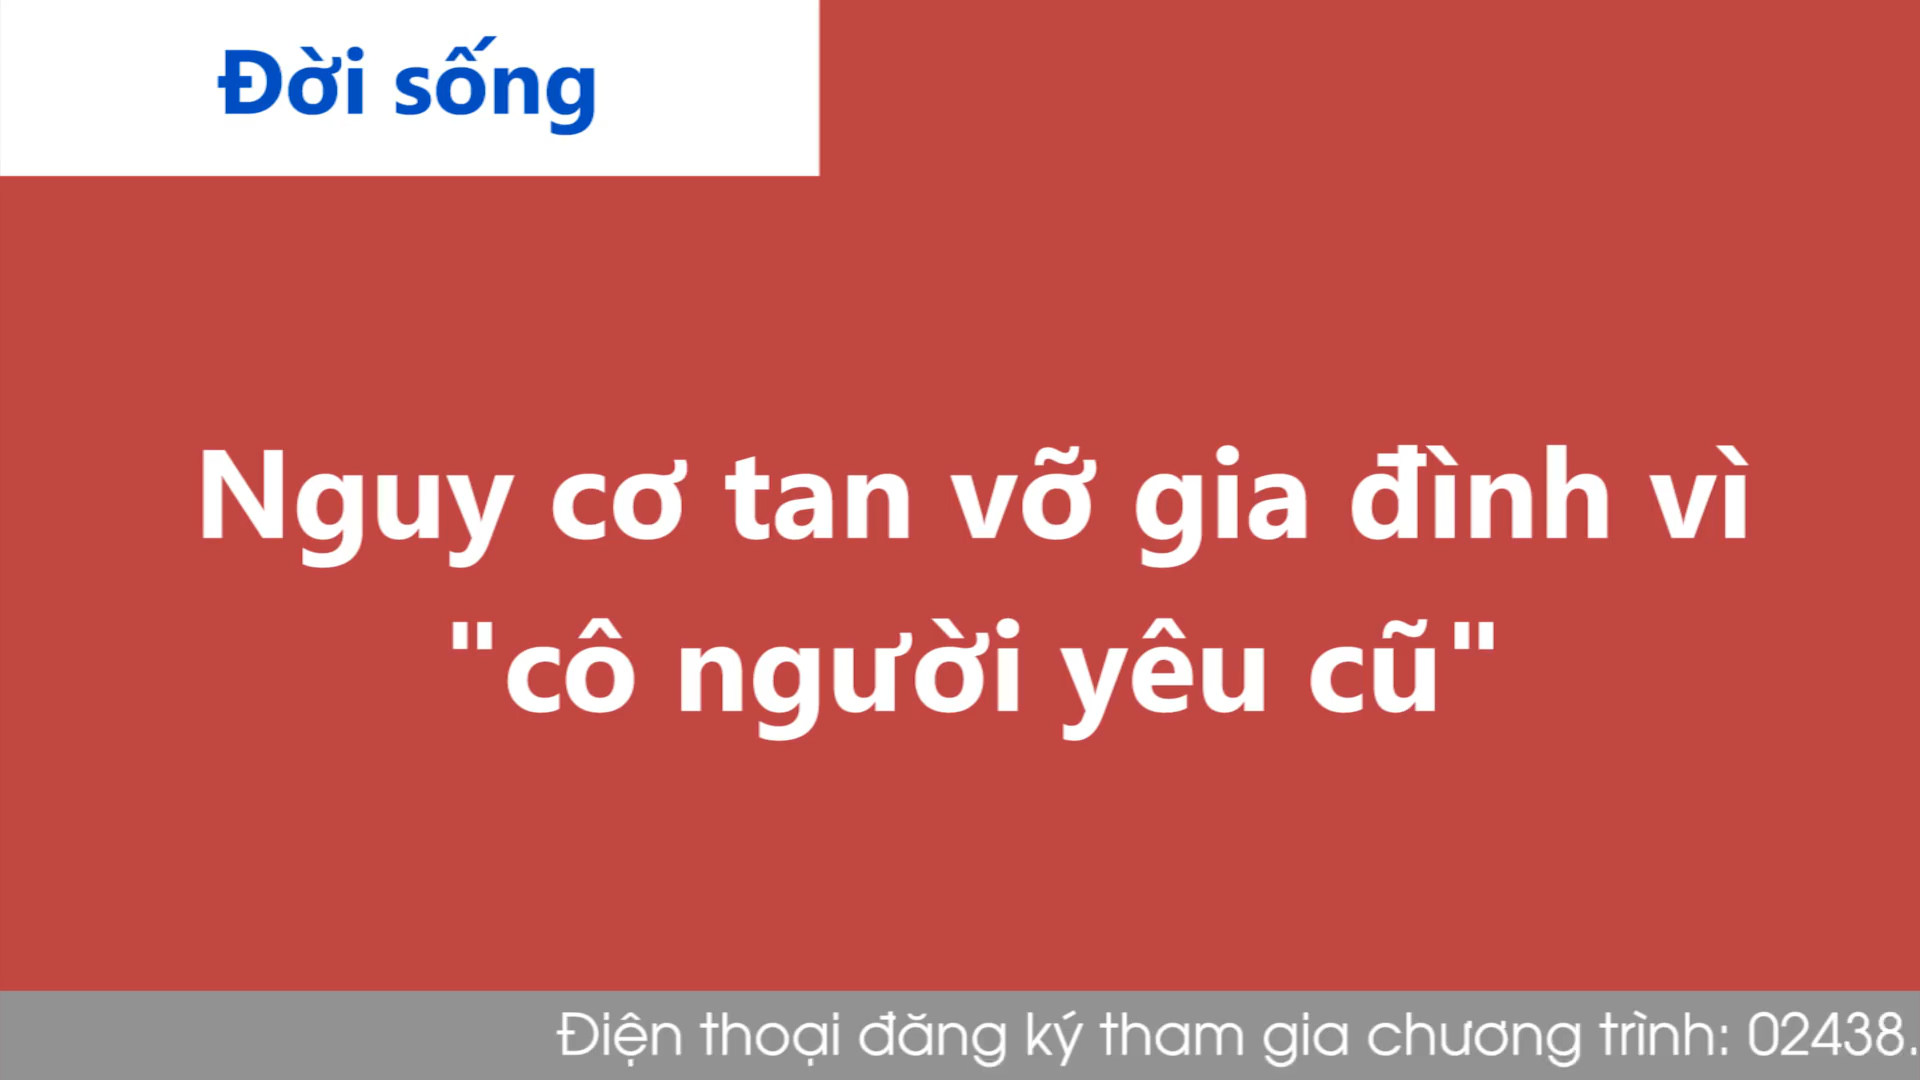 Đời sống
Nguy cơ tan vỡ gia đình vì
"cô người yêu cũ"
Điện thoại đăng ký tham gia chương trình: 02438.